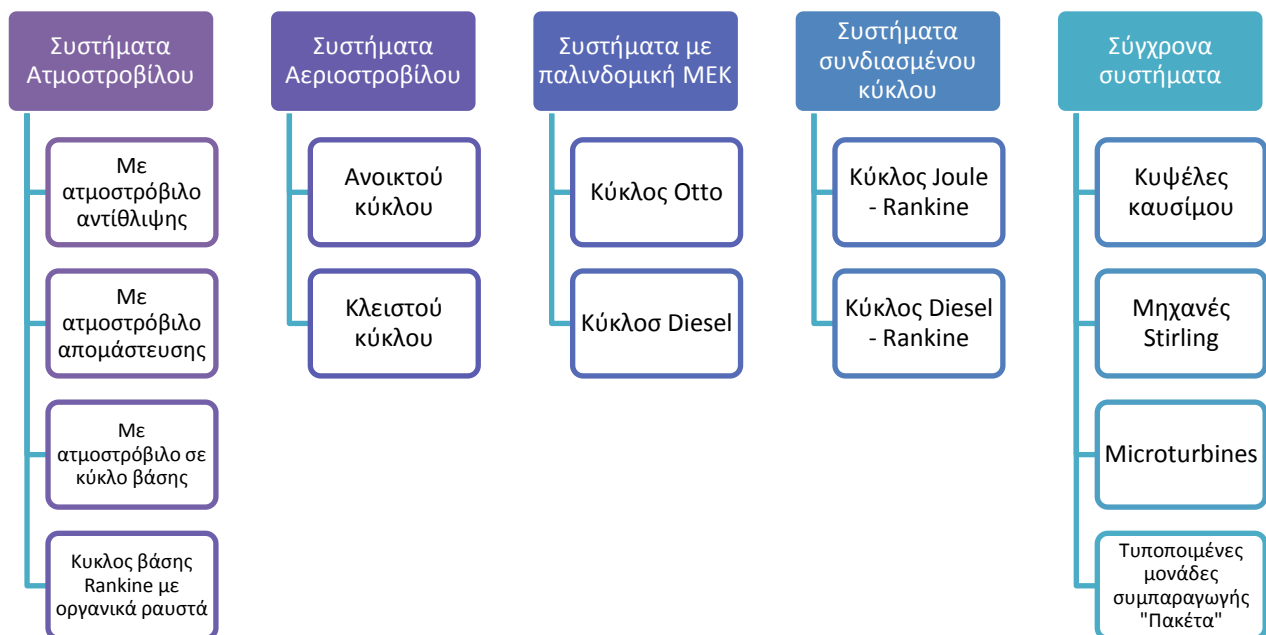 Συστήματα
Ατμοστροβίλου
Με
ατμοστρόβιλο
αντίθλιψης
Με
ατμοστρόβιλο
απομάστευσης
Με
ατμοστρόβιλο σε
κύκλο βάσης
Κυκλος βάσης
Rankine με
οργανικά ραυστά
Συστήματα
Αεριοστροβίλου
Ανοικτού
κύκλου
Κλειστού
κύκλου
Συστήματα με
παλινδομική ΜΕΚ
Κύκλος Otto
Κύκλοσ Diesel
Συστήματα
συνδιασμένου
κύκλου
Κύκλος Joule
- Rankine
Κύκλος Diesel
- Rankine
Σύγχρονα
συστήματα
Κυψέλες
καυσίμου
Μηχανές
Stirling
Microturbines
Τυποποιμένες
μονάδες
συμπαραγωγής
"Πακέτα"